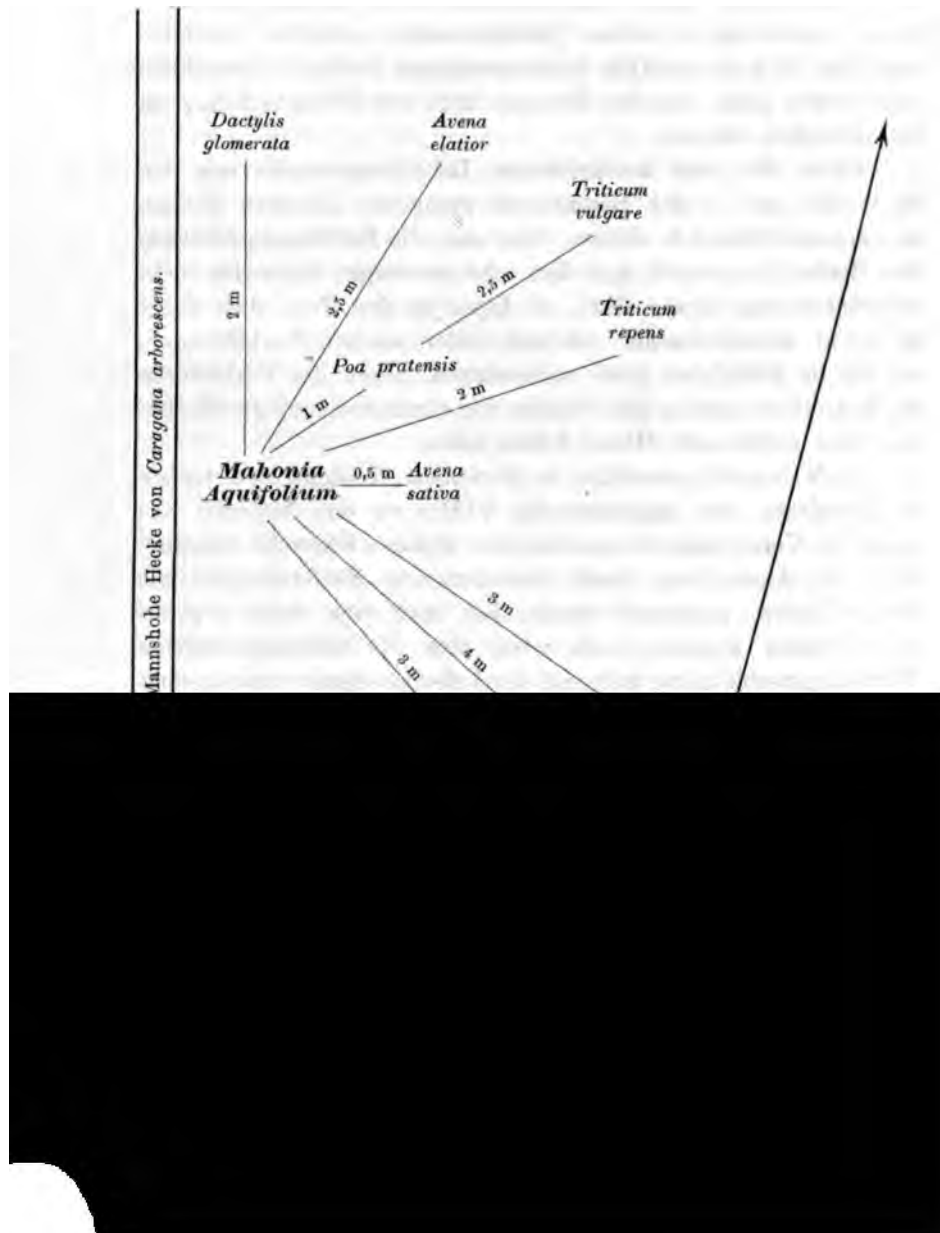 Dactylis
glomerata
Avena
elatior
Triticum
vulgare
2 m
2,5 m
2,5 m
Triticum
repens
Poa pratensis
1 m
2 m
Mahonia
Aquifolium
0,5 m
Avena
sativa
3 m
4 m
3 m
Mannshohe Hecke von Caragana arborescens.